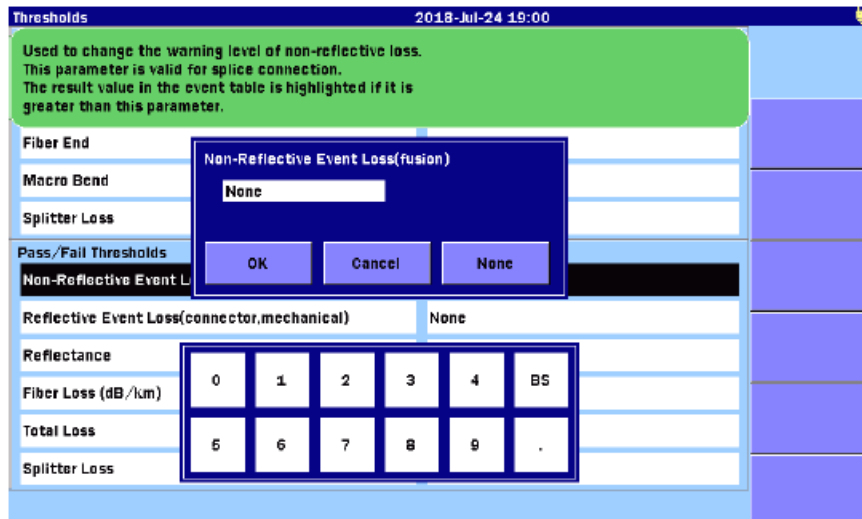 Thresholds 2018-Jul-24 19:00
Used to change the warning level of non-reflective loss.
This parameter is valid for splice connection.
The result value in the event table is highlighted if it is
greater than this parameter.
Fiber End
Macro Bend
Splitter Loss
Non-Reflective Event Loss(fusion)
None
OK Cancel None
Pass/Fail Thresholds
Non-Reflective Event L
Reflective Event Loss(connector,mechanical) None
Reflectance
Fiber Loss (dB/km)
Total Loss
Splitter Loss
0 1 2 3 4 BS
5 6 7 8 9 .